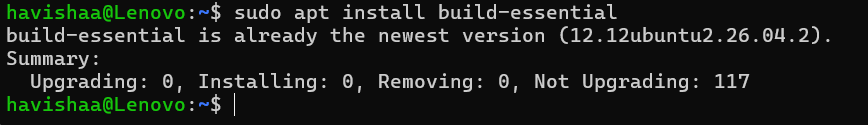 havishaa@Lenovo:~$ sudo apt install build-essential
build-essential is already the newest version (12.12ubuntu2.26.04.2).
Summary:
  Upgrading: 0, Installing: 0, Removing: 0, Not Upgrading: 117
havishaa@Lenovo:~$